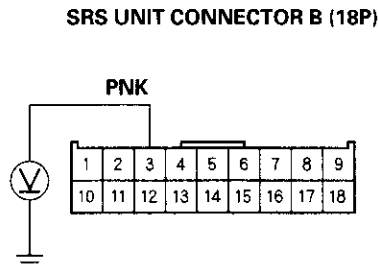 SRS UNIT CONNECTOR B (18P)
PNK
V
1 2 3 4 5 6 7 8 9
10 11 12 13 14 15 16 17 18